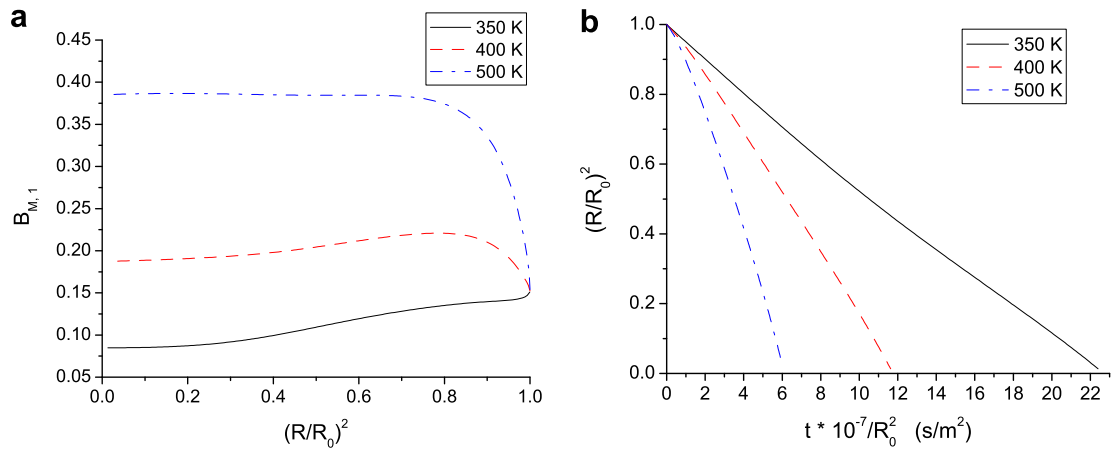 a
350 K
400 K
500 K
0.45
0.40
0.35
0.30
0.25
0.20
0.15
0.10
0.05
B_{M, 1}
0.0 0.2 0.4 0.6 0.8 1.0
(R/R_0)^2
b
350 K
400 K
500 K
1.0
0.8
0.6
0.4
0.2
0.0
(R/R_0)^2
0 2 4 6 8 10 12 14 16 18 20 22
t * 10^{-7}/R_0^2 (s/m^2)